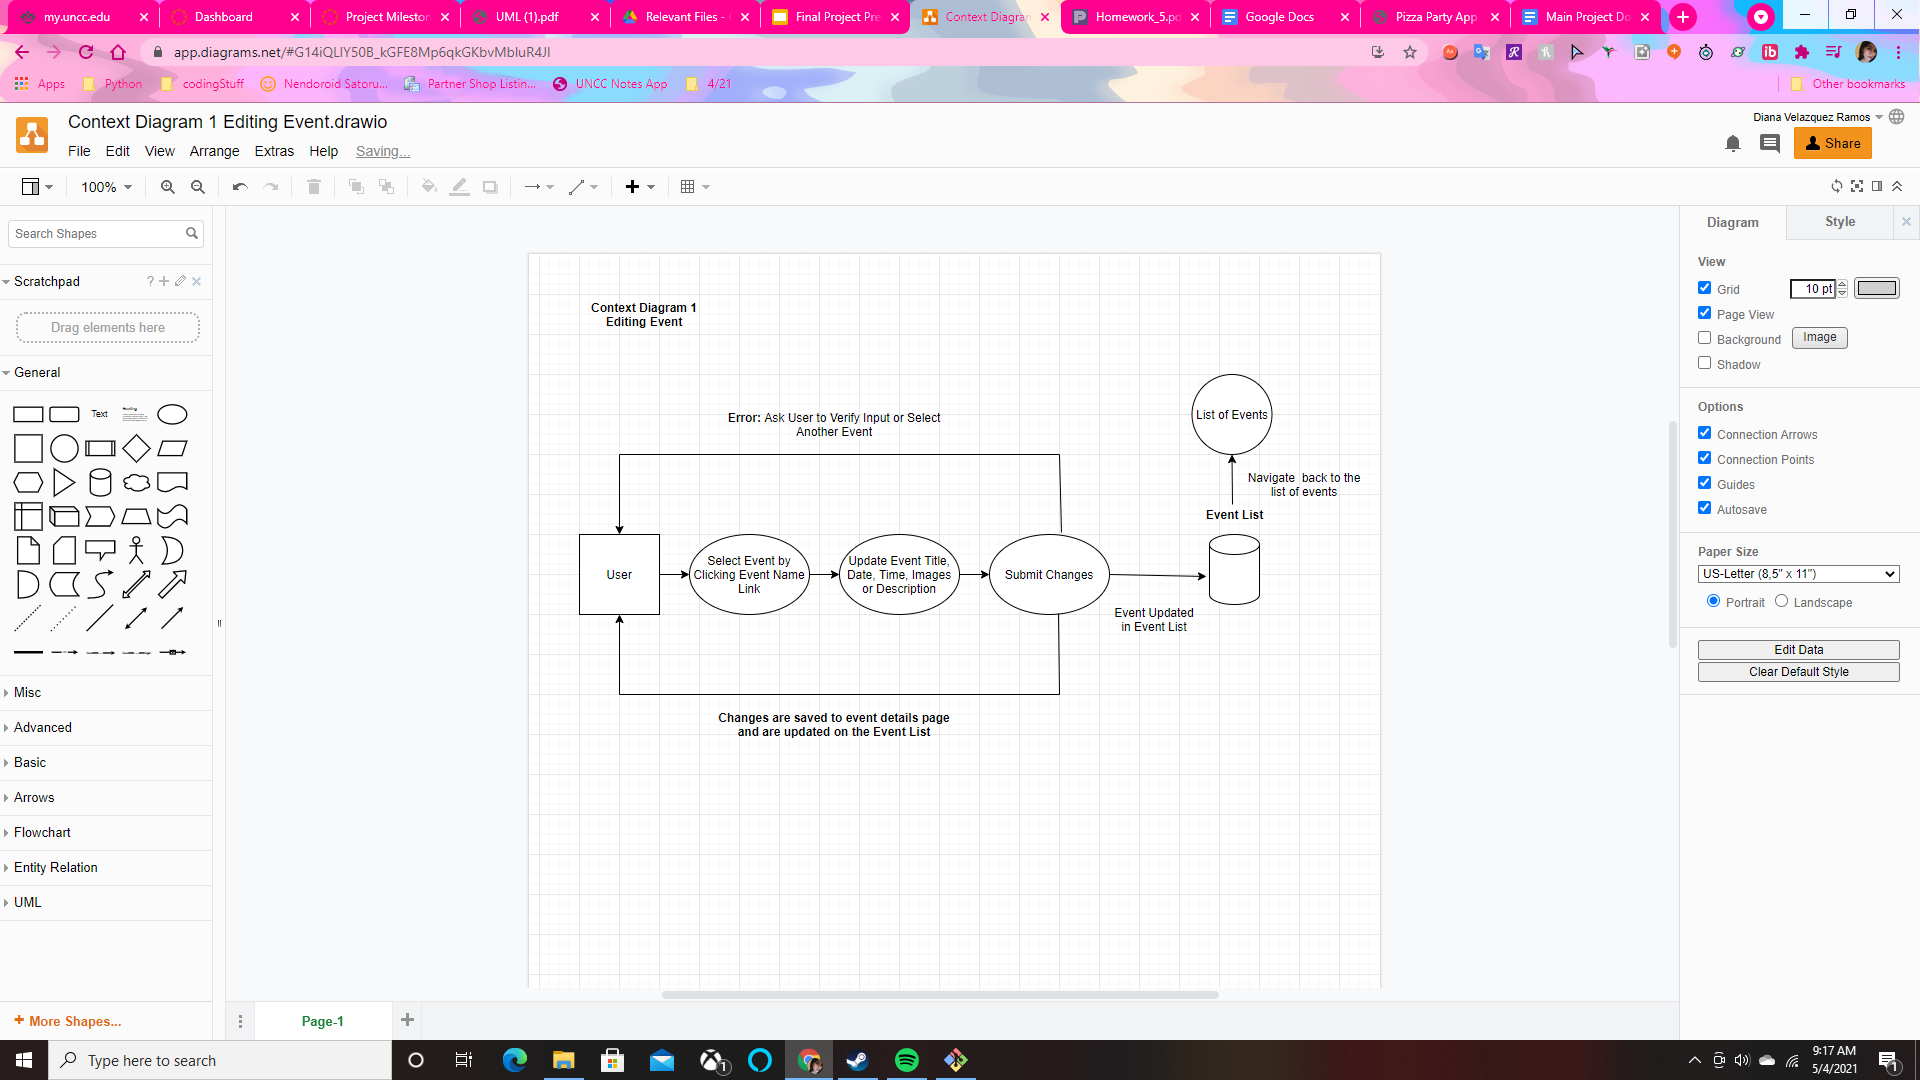 my.uncc.edu
Dashboard
Project Mileston
UML (1).pdf
Relevant Files -
Final Project Pre
Context Diagram
Homework_5.pd
Google Docs
Pizza Party App
Main Project Do
app.diagrams.net/#G14iQLIY50B_kGFE8Mp6qkGKbvMbluR4JI
Apps
Python
codingStuff
Nendoroid Satoru...
Partner Shop Listin...
UNCC Notes App
4/21
Other bookmarks
Context Diagram 1 Editing Event.drawio
Diana Velazquez Ramos
File Edit View Arrange Extras Help Saving...
Share
100%
Search Shapes
Scratchpad
?
Drag elements here
General
Text
Heading
Misc
Advanced
Basic
Arrows
Flowchart
Entity Relation
UML
+ More Shapes...
Context Diagram 1
Editing Event
Error: Ask User to Verify Input or Select
Another Event
List of Events
Navigate back to the
list of events
Event List
User
Select Event by
Clicking Event Name
Link
Update Event Title,
Date, Time, Images
or Description
Submit Changes
Event Updated
in Event List
Changes are saved to event details page
and are updated on the Event List
Diagram
Style
View
Grid
10 pt
Page View
Background
Image
Shadow
Options
Connection Arrows
Connection Points
Guides
Autosave
Paper Size
US-Letter (8,5" x 11")
Portrait
Landscape
Edit Data
Clear Default Style
Page-1
Type here to search
1
9:17 AM
5/4/2021
1